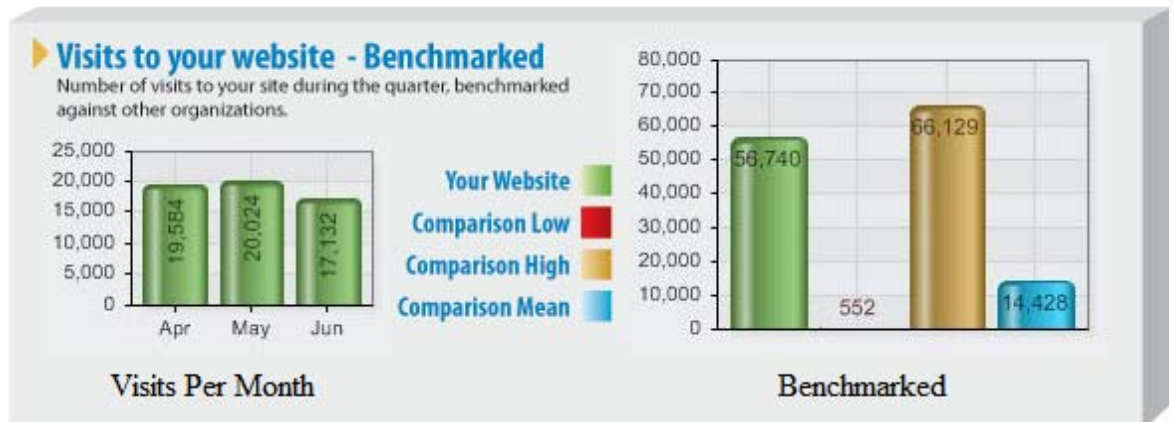 Visits to your website - Benchmarked
Number of visits to your site during the quarter, benchmarked
against other organizations.
25,000
20,000
15,000
10,000
5,000
0
19,584
20,024
17,132
Apr May Jun
Visits Per Month
Your Website
Comparison Low
Comparison High
Comparison Mean
80,000
70,000
60,000
50,000
40,000
30,000
20,000
10,000
0
56,740
552
66,129
14,428
Benchmarked